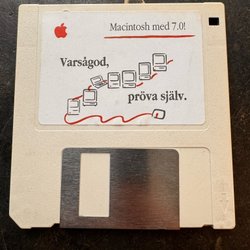 Macintosh med 7.0!
Varsågod,
pröva själv.